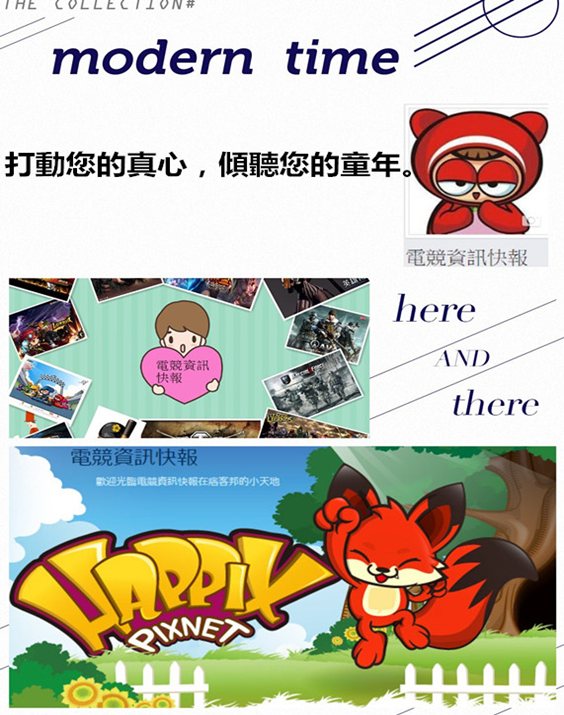 THE COLLECTION#
modern time
打動您的真心，傾聽您的童年。
電競資訊快報
電競資訊
快報
here
AND
there
電競資訊快報
歡迎光臨電競資訊快報在痞客邦的小天地
HAPPIX
PIXNET